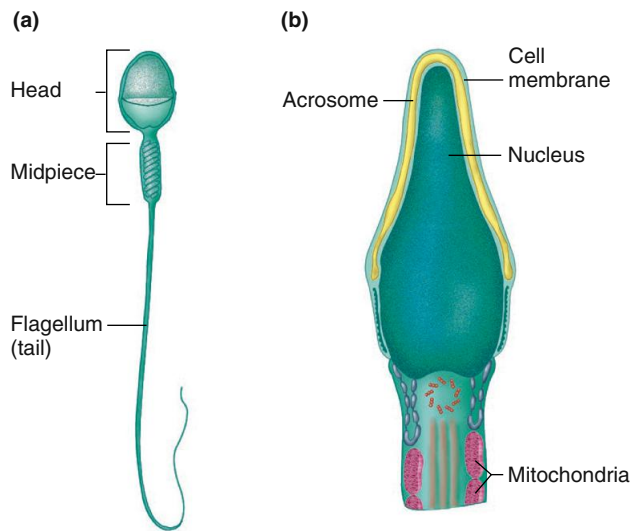 (a)
Head
Midpiece
Flagellum
(tail)
(b)
Cell
membrane
Acrosome
Nucleus
Mitochondria